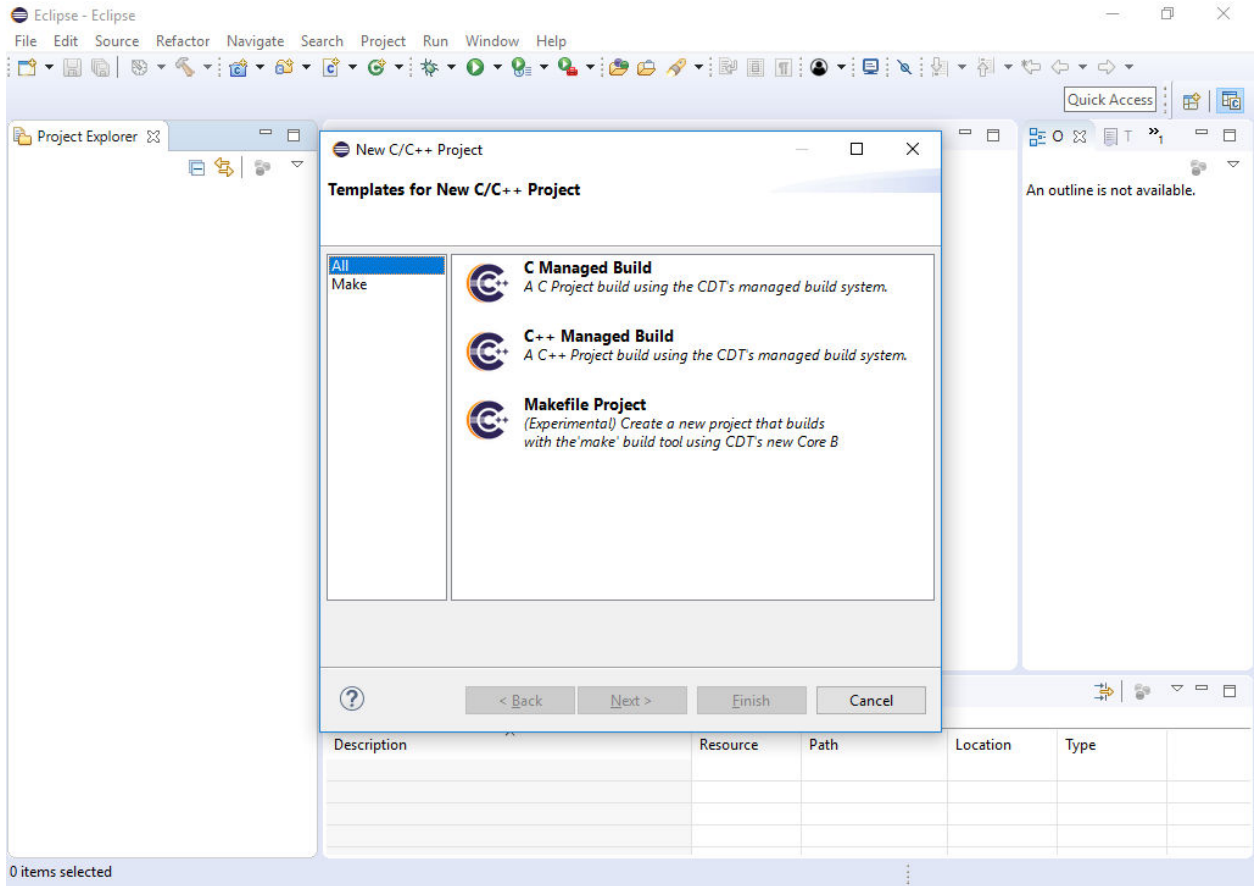 Eclipse - Eclipse
File Edit Source Refactor Navigate Search Project Run Window Help
Quick Access
Project Explorer
O T »1
An outline is not available.
New C/C++ Project
Templates for New C/C++ Project
All
Make
C Managed Build
A C Project build using the CDT's managed build system.
C++ Managed Build
A C++ Project build using the CDT's managed build system.
Makefile Project
(Experimental) Create a new project that builds
with the'make' build tool using CDT's new Core B
< Back Next > Finish Cancel
Description Resource Path Location Type
0 items selected